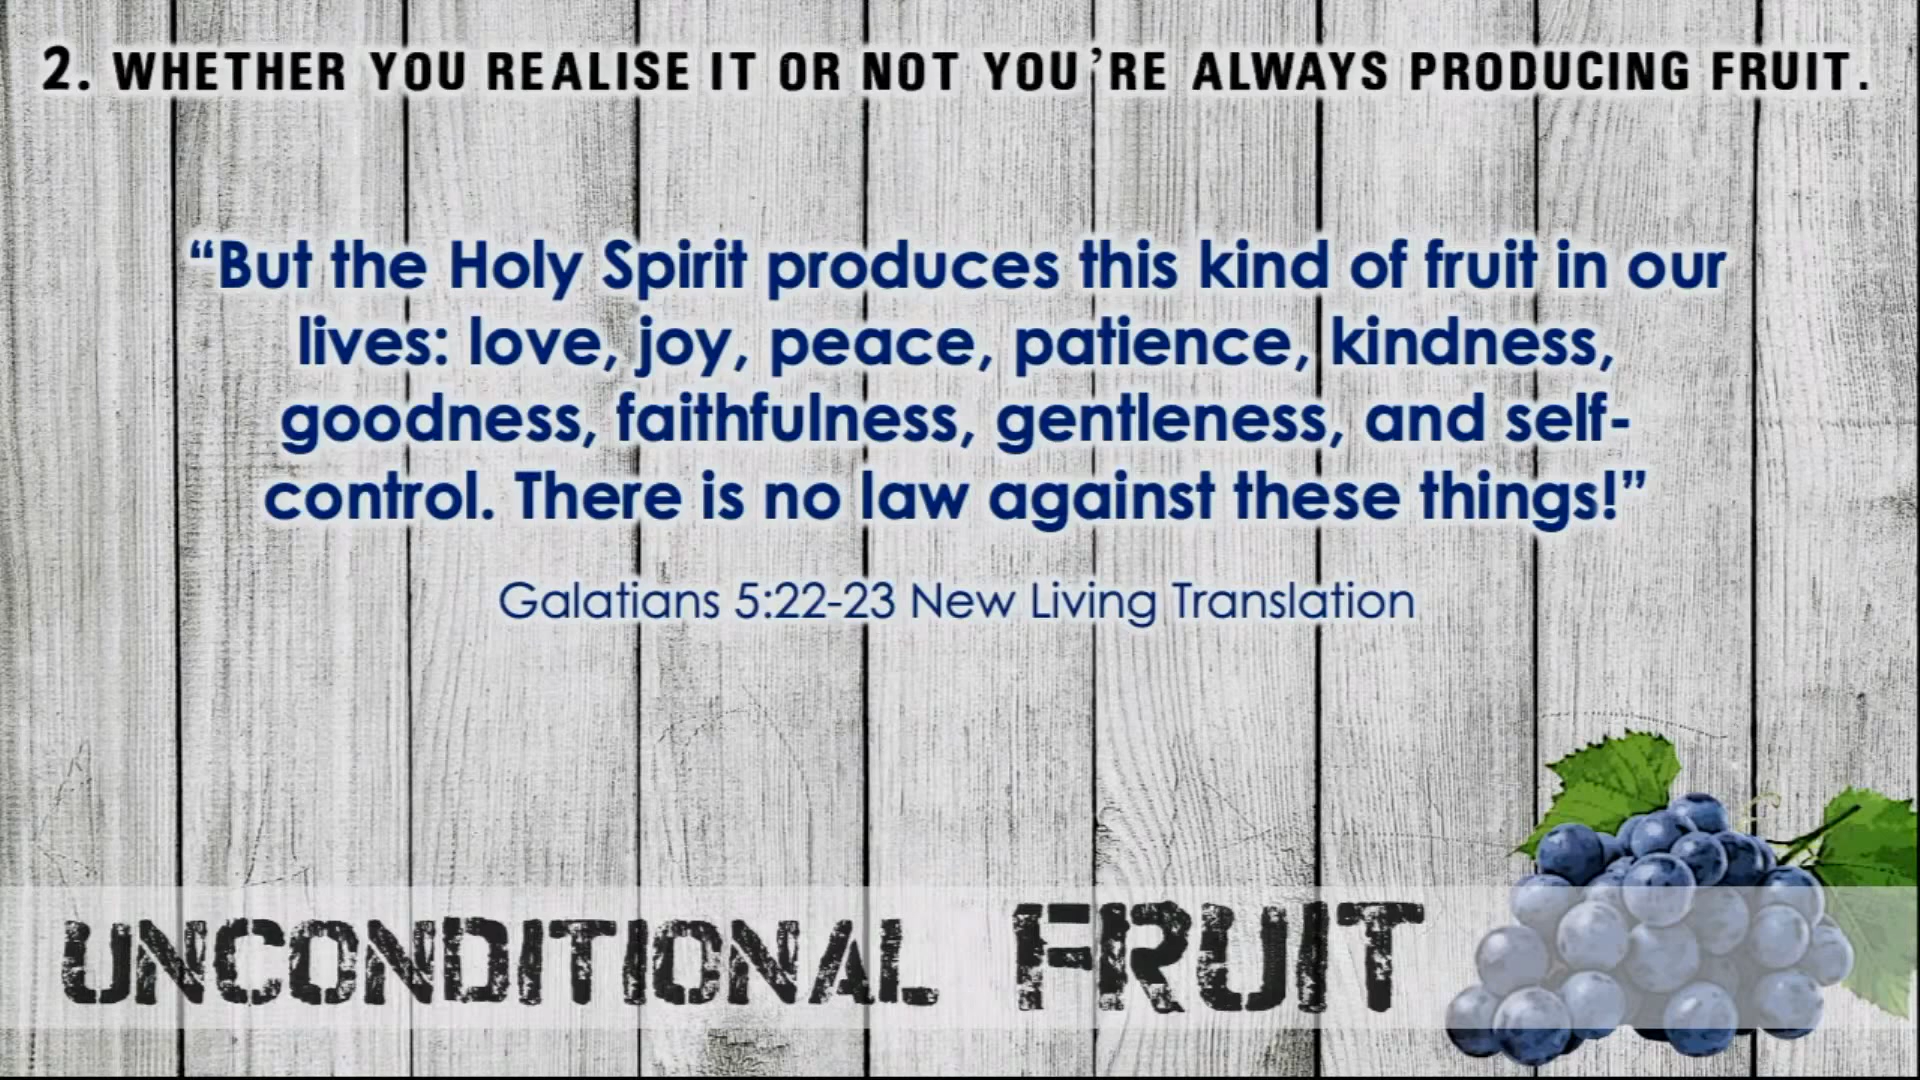 2. WHETHER YOU REALISE IT OR NOT YOU'RE ALWAYS PRODUCING FRUIT.
“But the Holy Spirit produces this kind of fruit in our
lives: love, joy, peace, patience, kindness,
goodness, faithfulness, gentleness, and self-
control. There is no law against these things!”
Galatians 5:22-23 New Living Translation
UNCONDITIONAL FRUIT